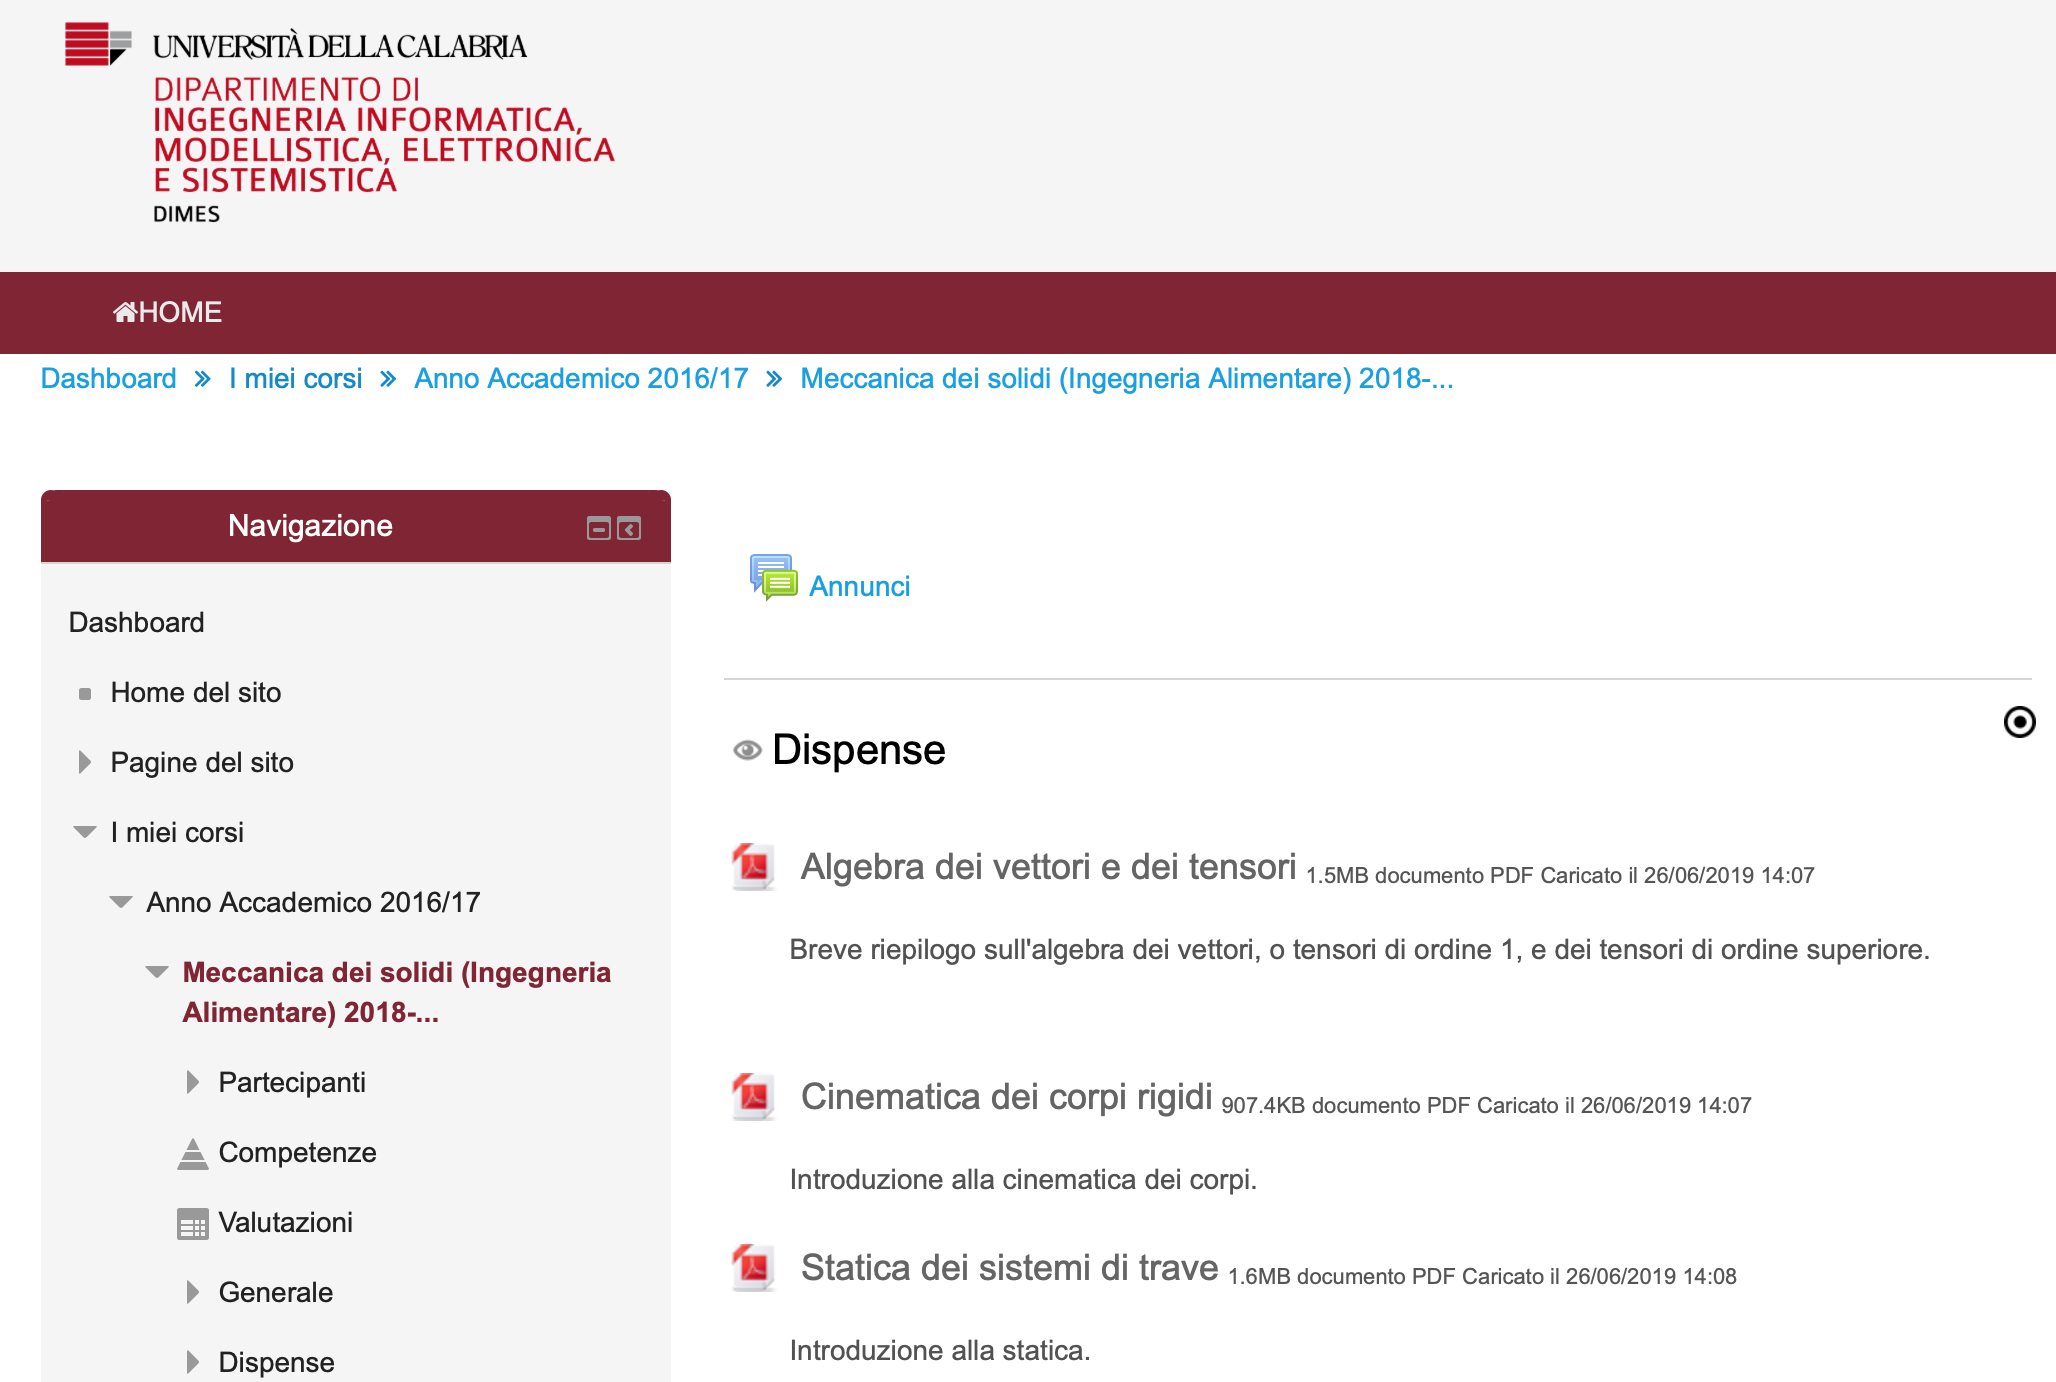 UNIVERSITÀ DELLA CALABRIA
DIPARTIMENTO DI
INGEGNERIA INFORMATICA,
MODELLISTICA, ELETTRONICA
E SISTEMISTICA
DIMES
HOME
Dashboard » I miei corsi » Anno Accademico 2016/17 » Meccanica dei solidi (Ingegneria Alimentare) 2018-...
Navigazione
Dashboard
Home del sito
Pagine del sito
I miei corsi
Anno Accademico 2016/17
Meccanica dei solidi (Ingegneria
Alimentare) 2018-...
Partecipanti
Competenze
Valutazioni
Generale
Dispense
Annunci
Dispense
Algebra dei vettori e dei tensori 1.5MB documento PDF Caricato il 26/06/2019 14:07
Breve riepilogo sull'algebra dei vettori, o tensori di ordine 1, e dei tensori di ordine superiore.
Cinematica dei corpi rigidi 907.4KB documento PDF Caricato il 26/06/2019 14:07
Introduzione alla cinematica dei corpi.
Statica dei sistemi di trave 1.6MB documento PDF Caricato il 26/06/2019 14:08
Introduzione alla statica.